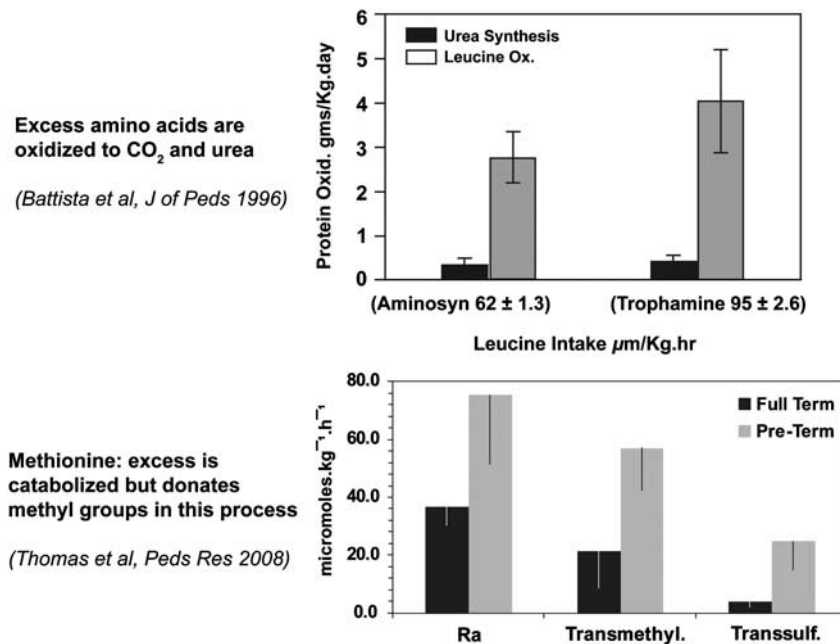 Excess amino acids are
oxidized to CO₂ and urea
(Battista et al, J of Peds 1996)
Protein Oxid. gms/Kg.day
6
5
4
3
2
1
0
Urea Synthesis
Leucine Ox.
(Aminosyn 62 ± 1.3)
(Trophamine 95 ± 2.6)
Leucine Intake μm/Kg.hr
Methionine: excess is
catabolized but donates
methyl groups in this process
(Thomas et al, Peds Res 2008)
micromoles.kg⁻¹.h⁻¹
80.0
60.0
40.0
20.0
0.0
Full Term
Pre-Term
Ra
Transmethyl.
Transsulf.